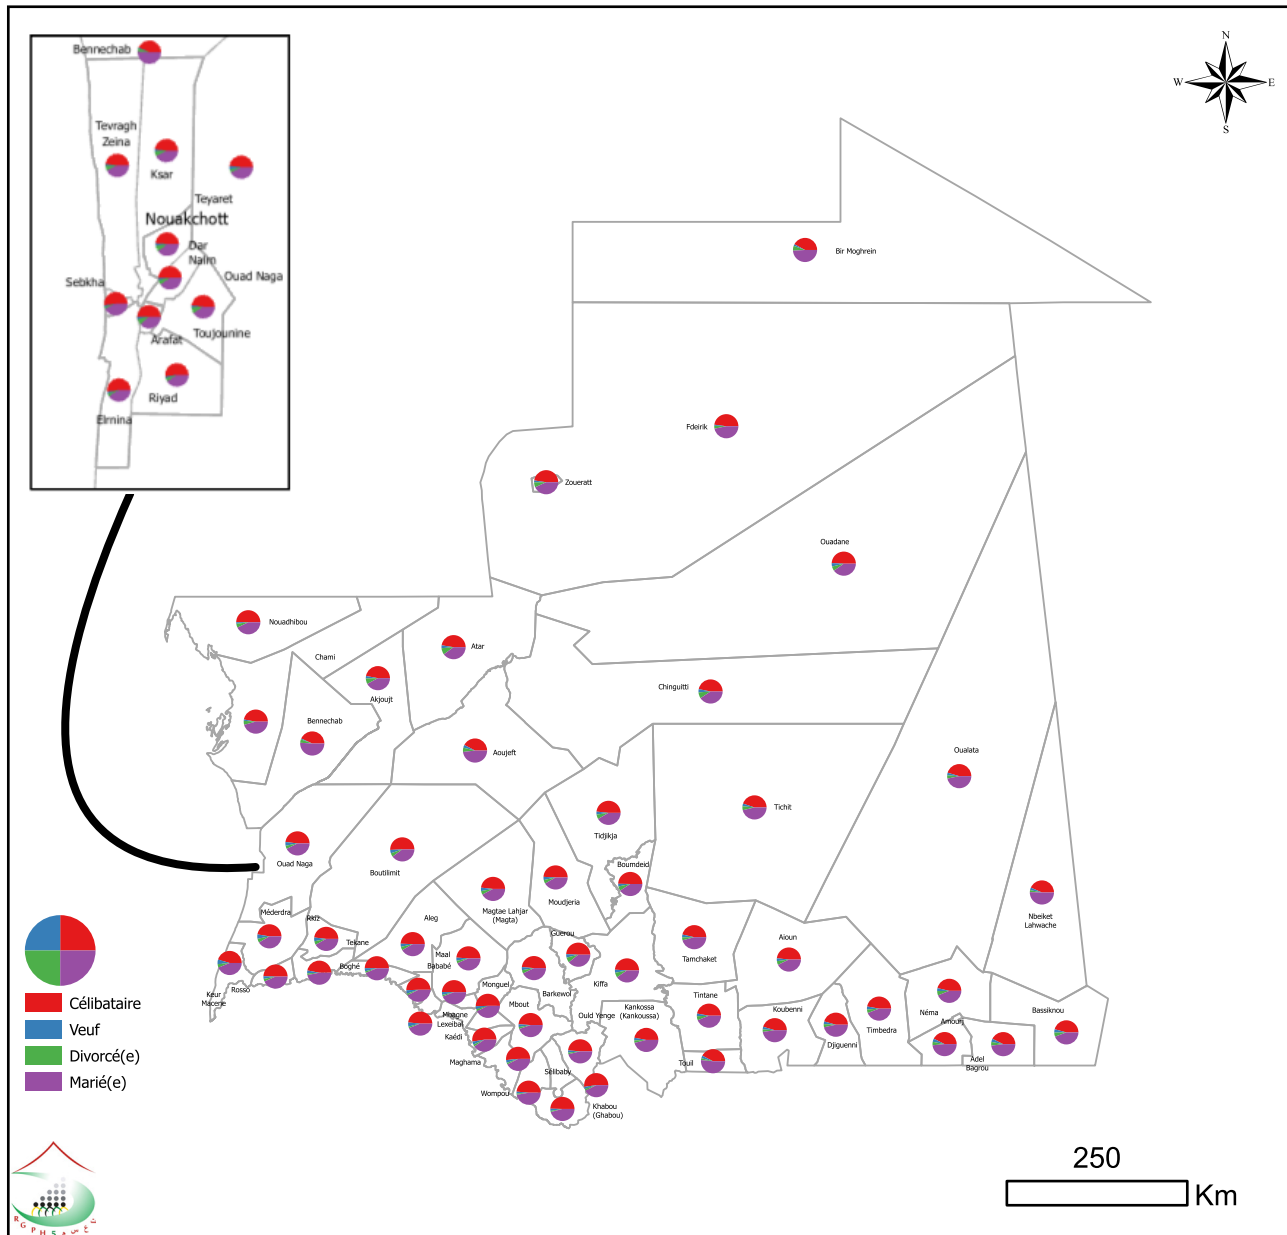 Bennechab
Tevragh
Zeina
Ksar
Teyaret
Nouakchott
Dar
Naim
Ouad Naga
Sebkha
Arafat
Toujounine
Riyad
Elmina
N
W
E
S
Bir Moghrein
Fdeirik
Zoueratt
Ouadane
Nouadhibou
Chami
Atar
Akjoujt
Chinguitti
Bennechab
Aoujeft
Oualata
Tichit
Tidjikja
Ouad Naga
Boutilimit
Boumdeid
Magtae Lahjar
(Magta)
Moudjeria
Nbeiket
Lahwache
Méderdra
Rkiz
Tekane
Aleg
Guerou
Maal
Bababé
Boghé
Aioun
Tamchaket
Keur
Macene
Rosso
Monguel
Barkewol
Kiffa
Mbagne
Lexeibat
Mbout
Ould Yenge
Kankossa
(Kankoussa)
Tintane
Koubenni
Djiguenni
Timbedra
Néma
Amourj
Bassiknou
Kaédi
Maghama
Sélibaby
Touil
Adel
Bagrou
Wompou
Khabou
(Ghabou)
Célibataire
Veuf
Divorcé(e)
Marié(e)
250
Km
R G P H 5